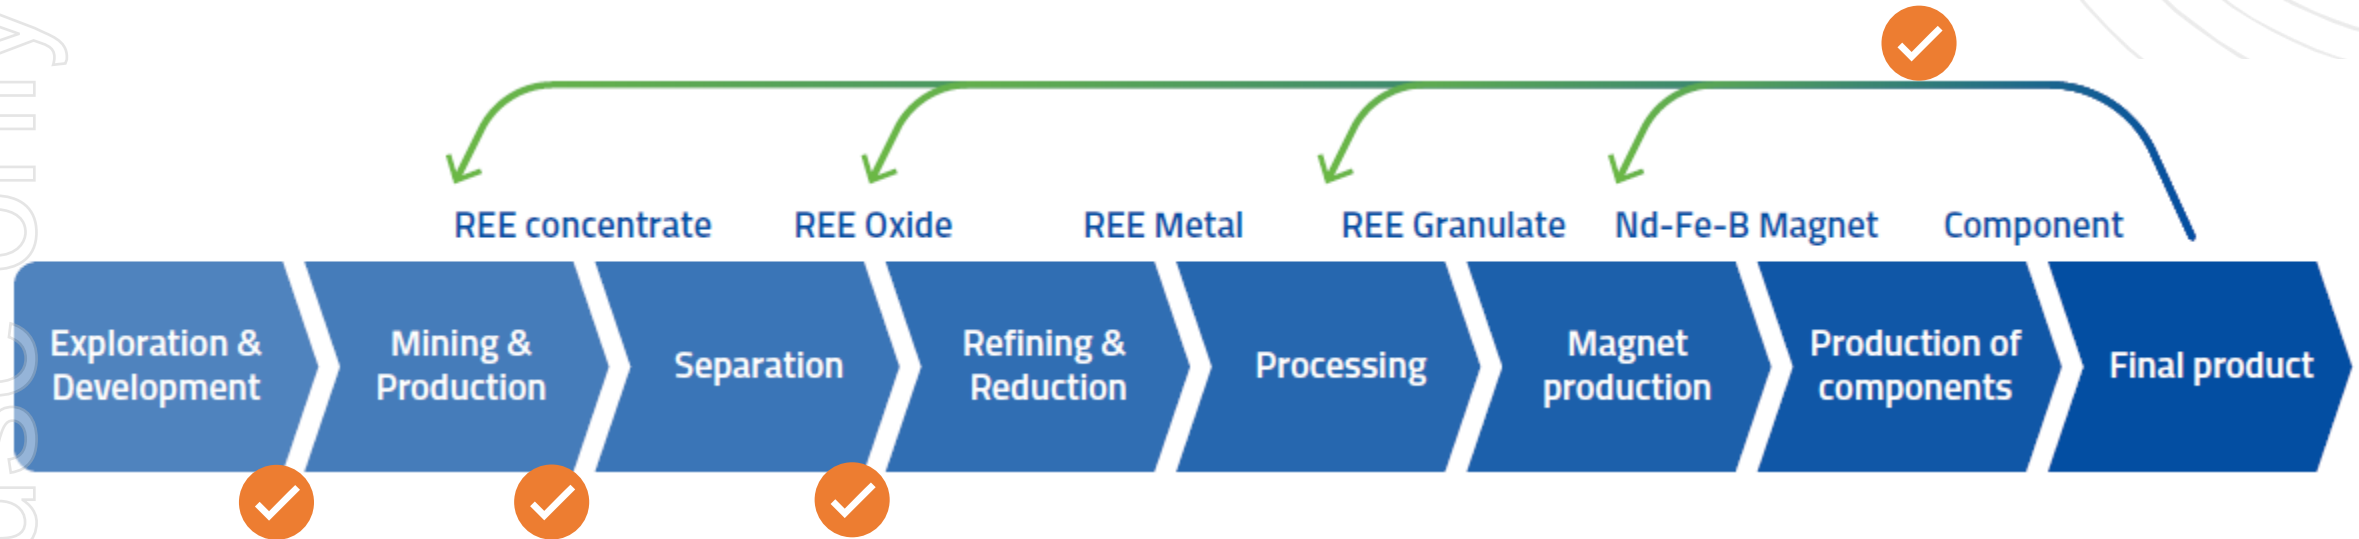 REE concentrate REE Oxide REE Metal REE Granulate Nd-Fe-B Magnet Component
Exploration &
Development
Mining &
Production
Separation
Refining &
Reduction
Processing
Magnet
production
Production of
components
Final product